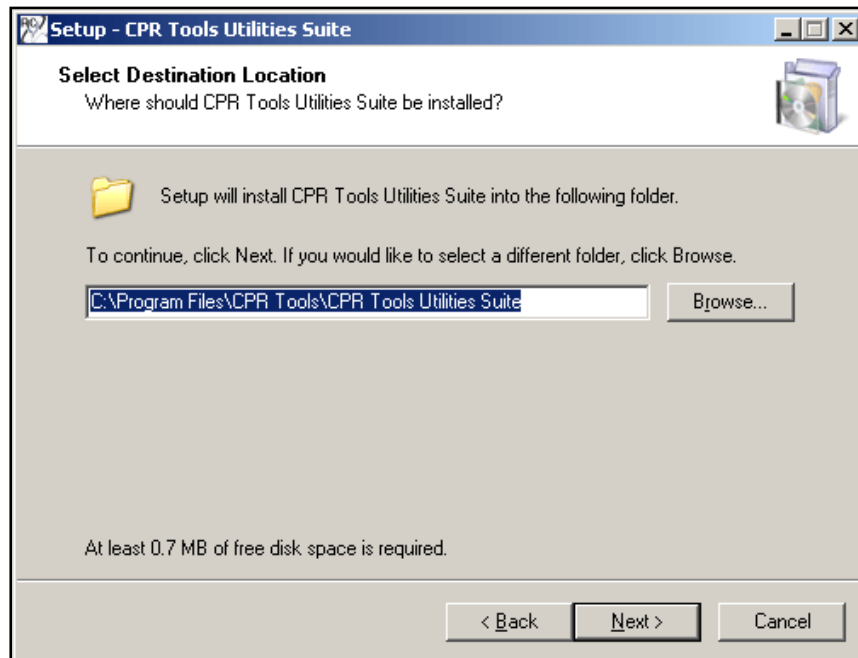 Setup - CPR Tools Utilities Suite
Select Destination Location
Where should CPR Tools Utilities Suite be installed?
Setup will install CPR Tools Utilities Suite into the following folder.
To continue, click Next. If you would like to select a different folder, click Browse.
C:\Program Files\CPR Tools\CPR Tools Utilities Suite
Browse...
At least 0.7 MB of free disk space is required.
< Back Next > Cancel